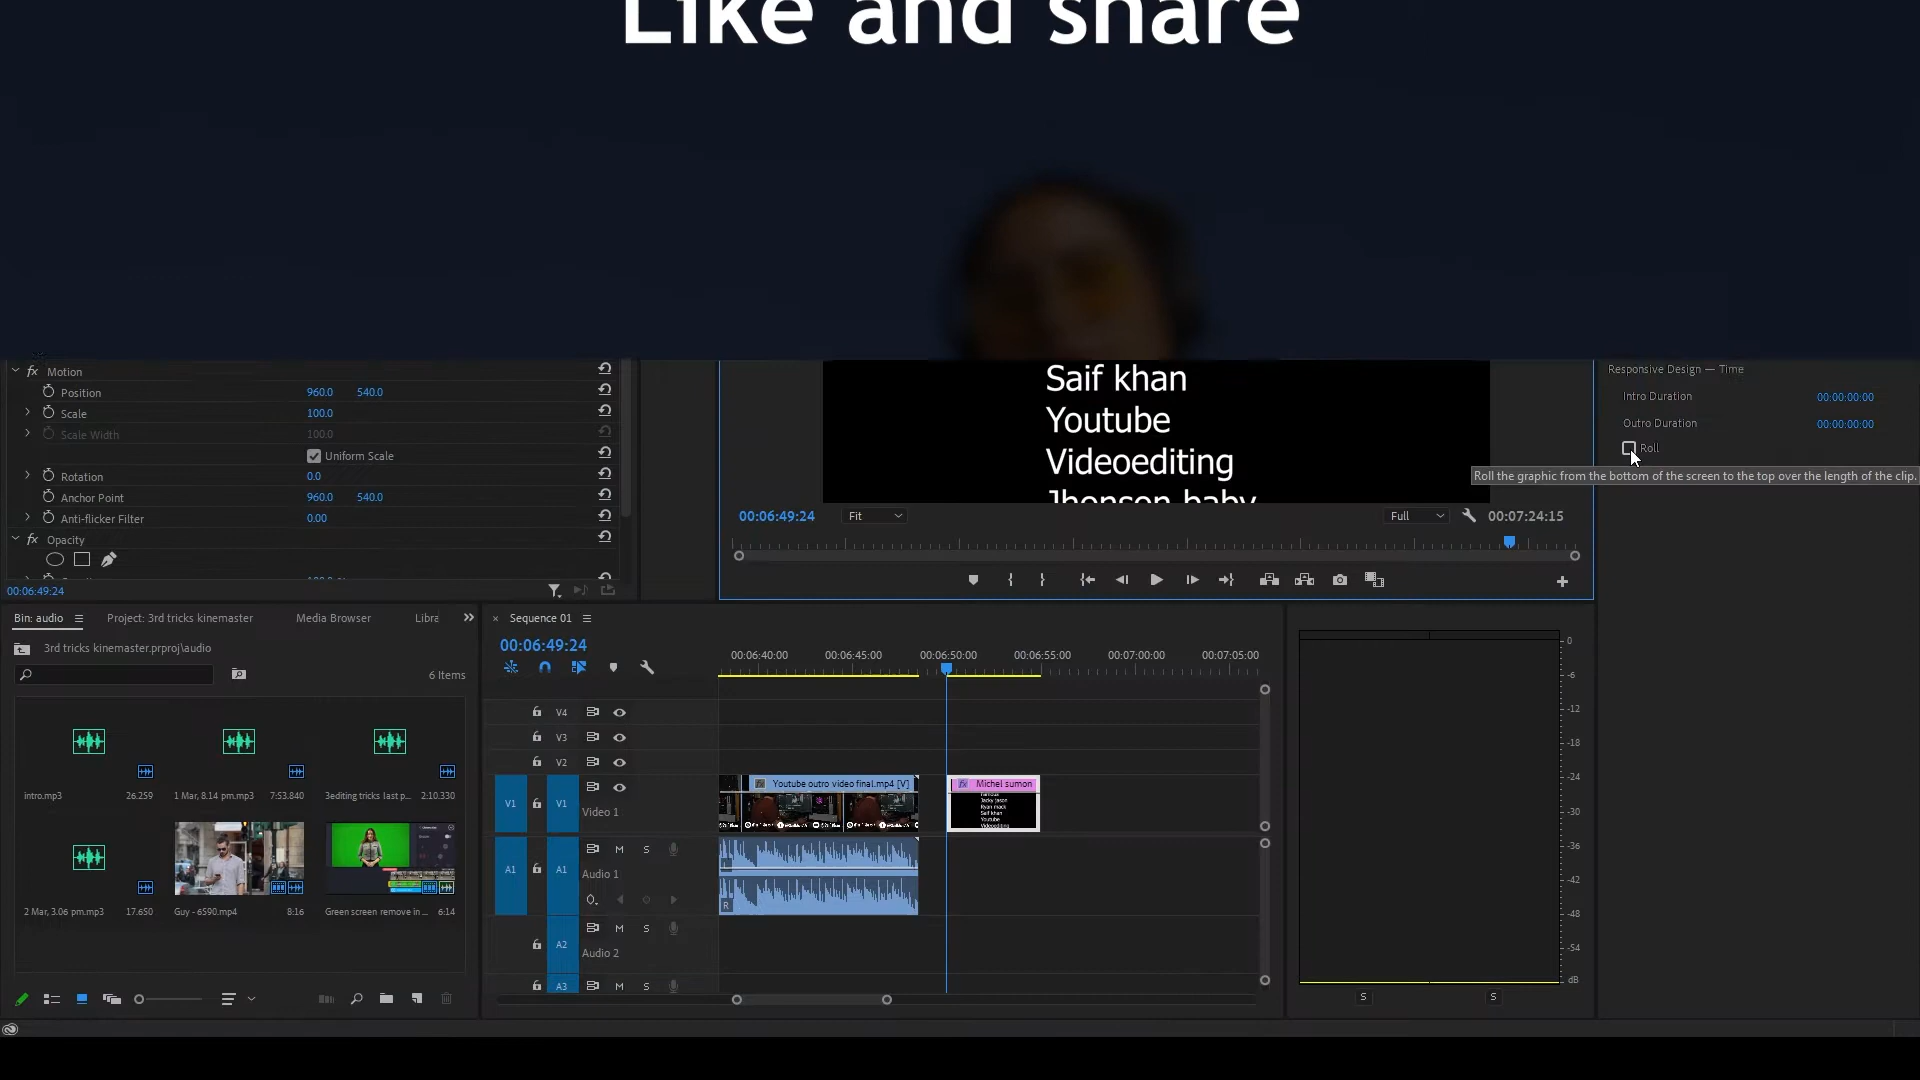 Like and share
Motion
Position 960.0 540.0
Scale 100.0
Scale Width 100.0
Uniform Scale
Rotation 0.0
Anchor Point 960.0 540.0
Anti-flicker Filter 0.00
fx Opacity
00:06:49:24
Saif khan
Youtube
Videoediting
Jhonson baby
00:06:49:24 Fit Full 00:07:24:15
Responsive Design — Time
Intro Duration 00:00:00:00
Outro Duration 00:00:00:00
Roll
Roll the graphic from the bottom of the screen to the top over the length of the clip.
Bin: audio Project: 3rd tricks kinemaster Media Browser Libra
3rd tricks kinemaster.prproj\audio
6 Items
intro.mp3 26.259
1 Mar, 8.14 pm.mp3 7:53.840
3editing tricks last p... 2:10.330
2 Mar, 3.06 pm.mp3 17.650
Guy - 6590.mp4 8:16
Green screen remove in ... 6:14
× Sequence 01
00:06:49:24
00:06:40:00 00:06:45:00 00:06:50:00 00:06:55:00 00:07:00:00 00:07:05:00
V4
V3
V2
V1 V1 Video 1
Youtube outro video final.mp4 [V]
fx Michel sumon
Jacky jason
Ryan mack
Saif khan
Youtube
Videoediting
A1 A1 M S
Audio 1
L
R
A2 M S
Audio 2
A3 M S
0
-6
-12
-18
-24
-30
-36
-42
-48
-54
dB
S S